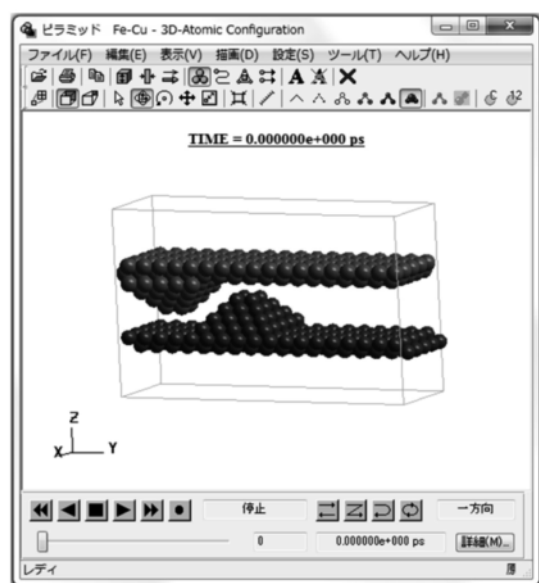 ピラミッド Fe-Cu - 3D-Atomic Configuration
ファイル(F) 編集(E) 表示(V) 描画(D) 設定(S) ツール(T) ヘルプ(H)
A A
C 12
TIME = 0.000000e+000 ps
Z
X Y
停止 一方向
0 0.000000e+000 ps 詳細(M)...
レディ